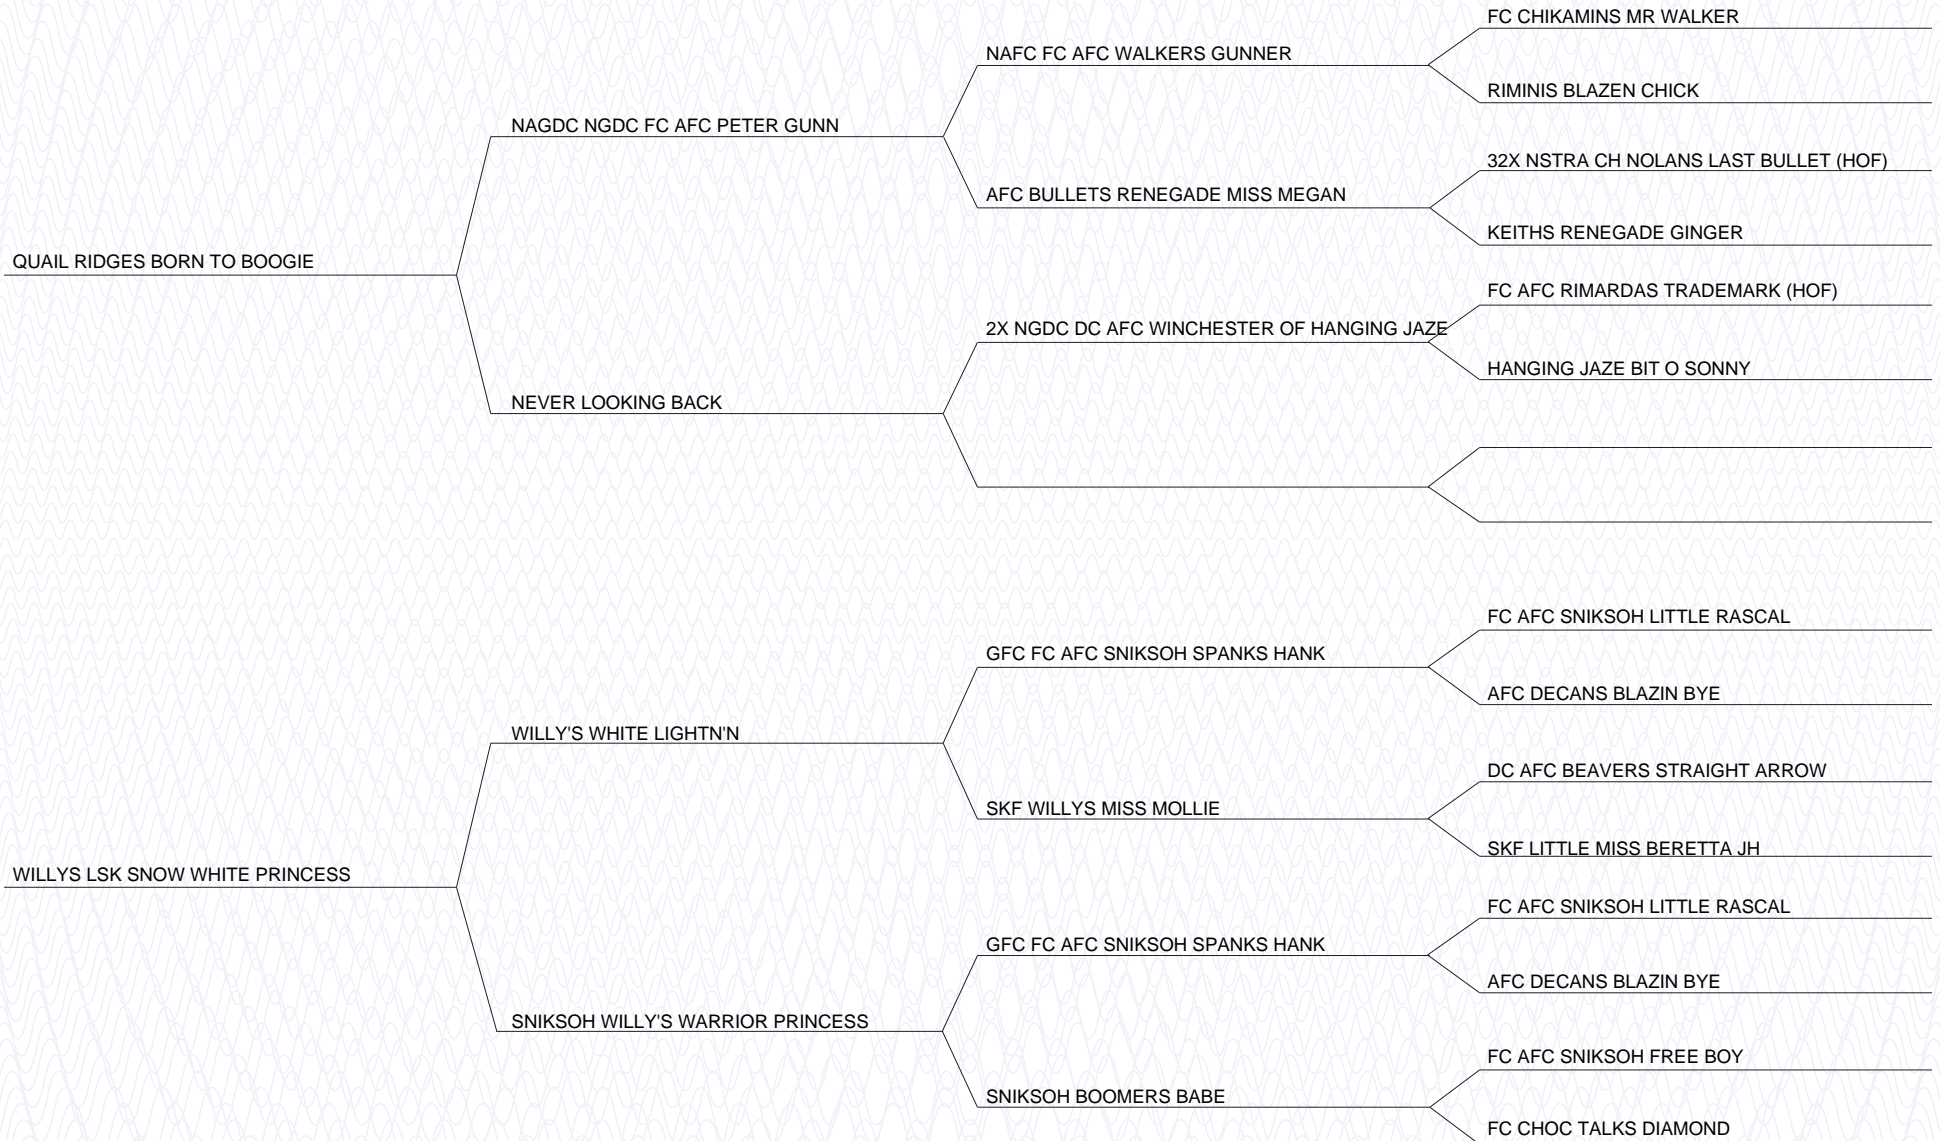 FC CHIKAMINS MR WALKER
NAFC FC AFC WALKERS GUNNER
RIMINIS BLAZEN CHICK
NAGDC NGDC FC AFC PETER GUNN
32X NSTRA CH NOLANS LAST BULLET (HOF)
AFC BULLETS RENEGADE MISS MEGAN
KEITHS RENEGADE GINGER
QUAIL RIDGES BORN TO BOOGIE
FC AFC RIMARDAS TRADEMARK (HOF)
2X NGDC DC AFC WINCHESTER OF HANGING JAZE
HANGING JAZE BIT O SONNY
NEVER LOOKING BACK
FC AFC SNIKSOH LITTLE RASCAL
GFC FC AFC SNIKSOH SPANKS HANK
AFC DECANS BLAZIN BYE
WILLY'S WHITE LIGHTN'N
DC AFC BEAVERS STRAIGHT ARROW
SKF WILLYS MISS MOLLIE
SKF LITTLE MISS BERETTA JH
WILLYS LSK SNOW WHITE PRINCESS
FC AFC SNIKSOH LITTLE RASCAL
GFC FC AFC SNIKSOH SPANKS HANK
AFC DECANS BLAZIN BYE
SNIKSOH WILLY'S WARRIOR PRINCESS
FC AFC SNIKSOH FREE BOY
SNIKSOH BOOMERS BABE
FC CHOC TALKS DIAMOND